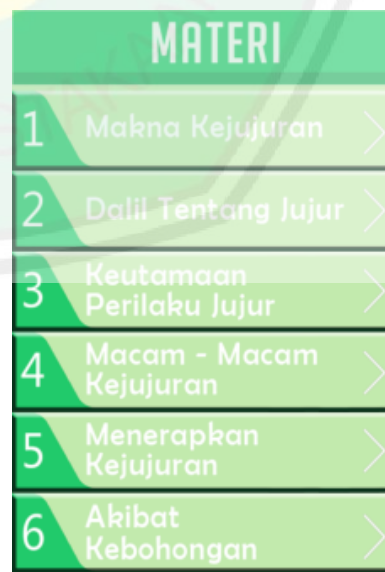 MATERI
1 Makna Kejujuran
2 Dalil Tentang Jujur
3 Keutamaan
Perilaku Jujur
4 Macam - Macam
Kejujuran
5 Menerapkan
Kejujuran
6 Akibat
Kebohongan